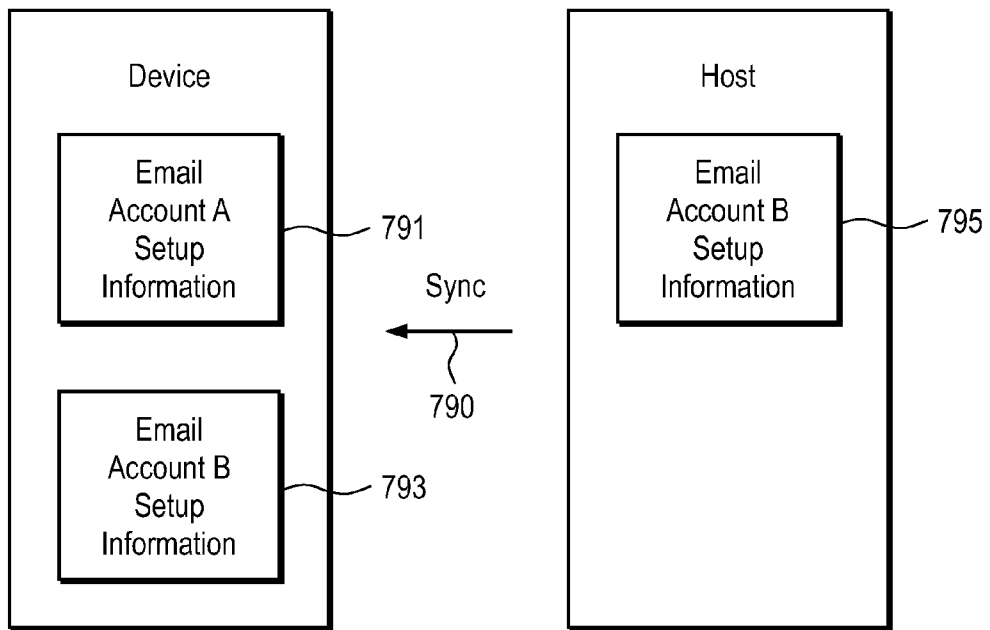 Device
Email
Account A
Setup
Information
791
Email
Account B
Setup
Information
793
Sync
790
Host
Email
Account B
Setup
Information
795